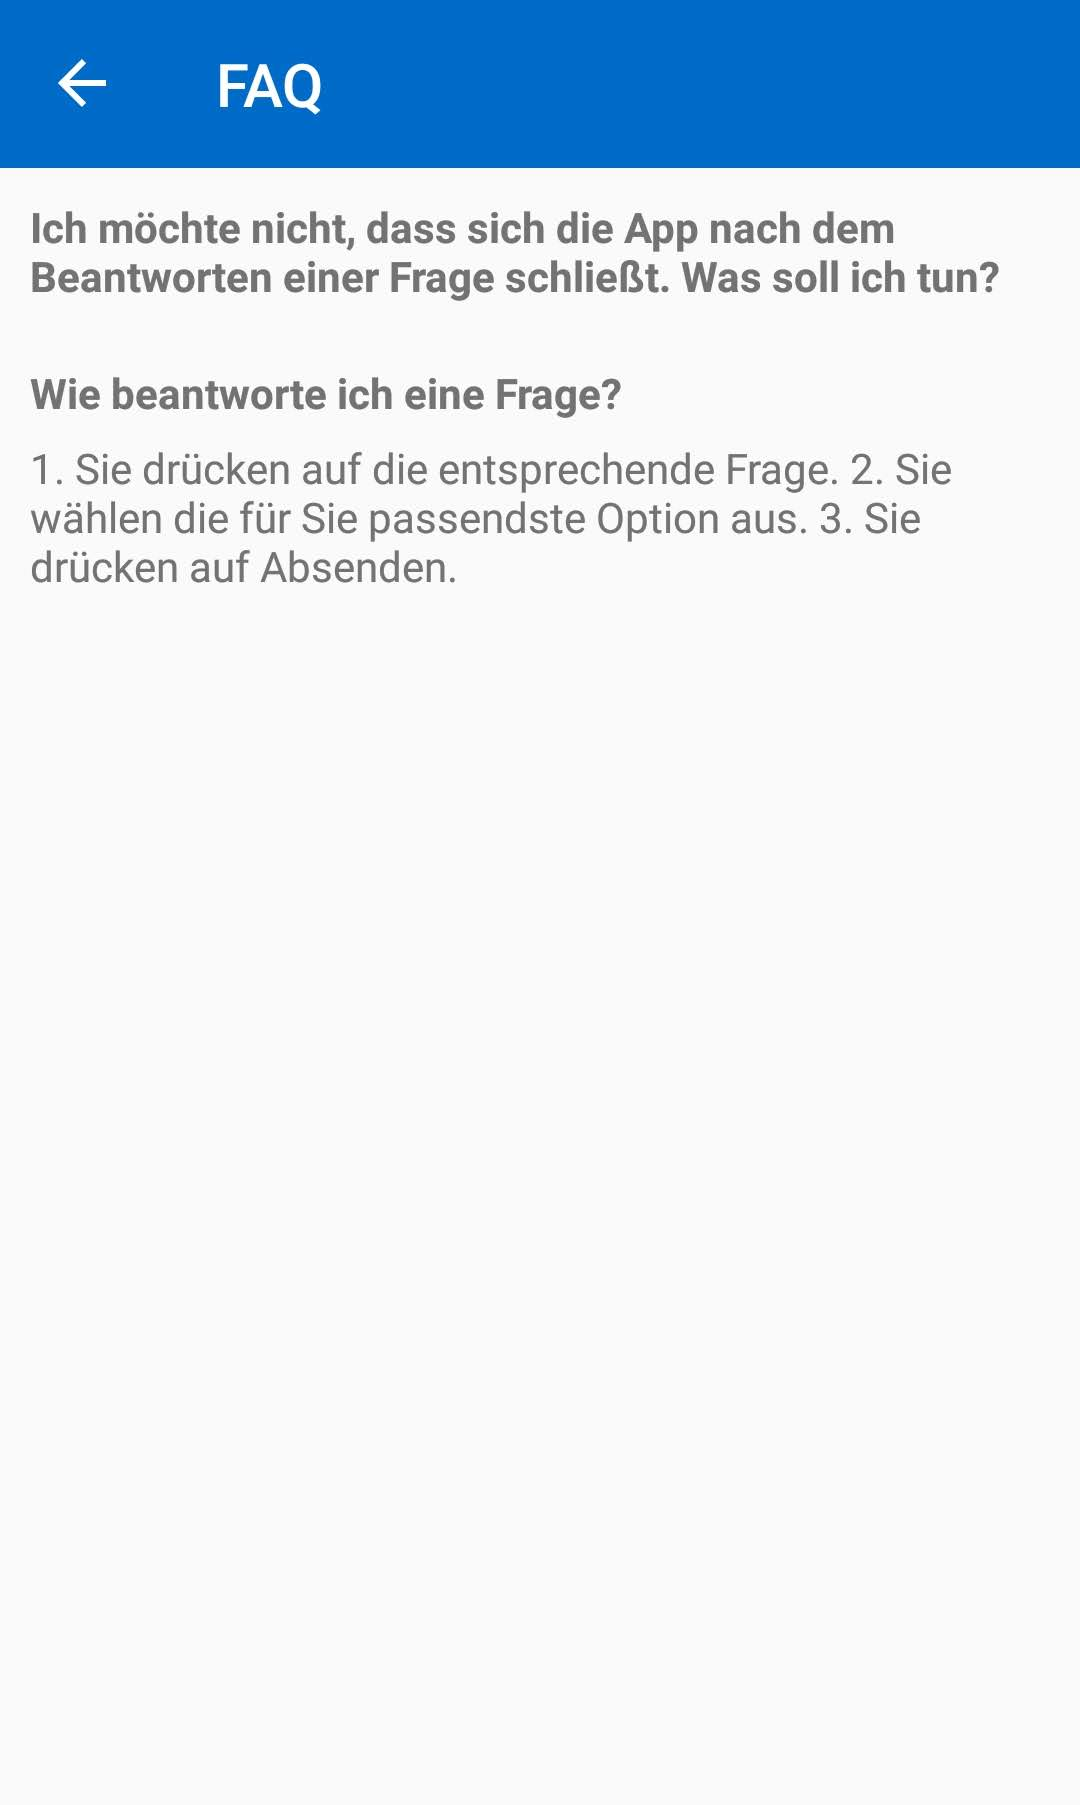 FAQ
Ich möchte nicht, dass sich die App nach dem
Beantworten einer Frage schließt. Was soll ich tun?
Wie beantworte ich eine Frage?
1. Sie drücken auf die entsprechende Frage. 2. Sie
wählen die für Sie passendste Option aus. 3. Sie
drücken auf Absenden.